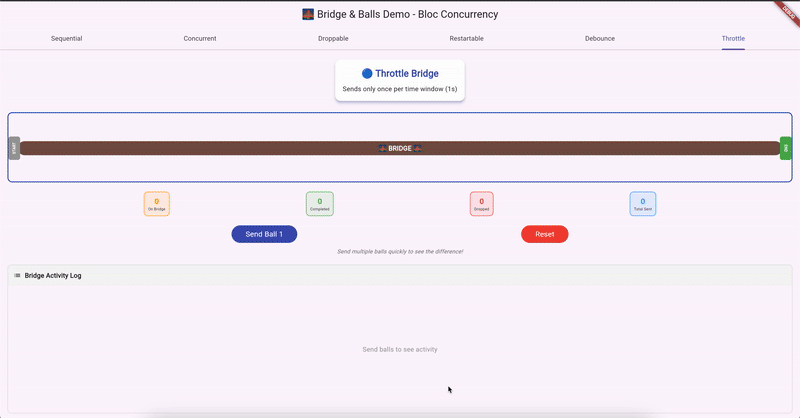 🌉 Bridge & Balls Demo - Bloc Concurrency
DEBUG
Sequential
Concurrent
Droppable
Restartable
Debounce
Throttle
🔵 Throttle Bridge
Sends only once per time window (1s)
START
🌉 BRIDGE 🌉
END
0
On Bridge
0
Completed
0
Dropped
0
Total Sent
Send Ball 1
Reset
Send multiple balls quickly to see the difference!
Bridge Activity Log
Send balls to see activity